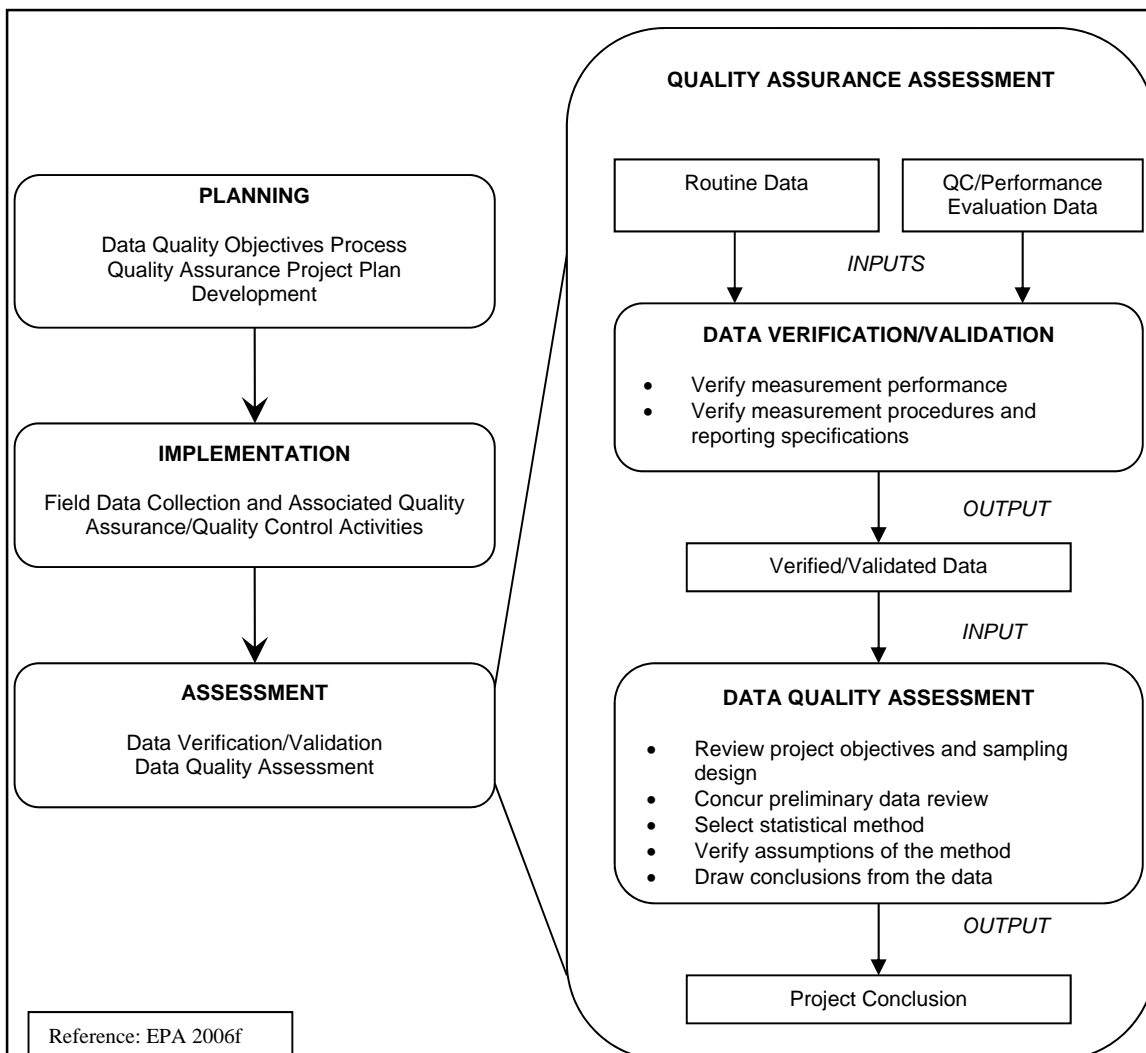 PLANNING
Data Quality Objectives Process
Quality Assurance Project Plan
Development
IMPLEMENTATION
Field Data Collection and Associated Quality
Assurance/Quality Control Activities
ASSESSMENT
Data Verification/Validation
Data Quality Assessment
Reference: EPA 2006f
QUALITY ASSURANCE ASSESSMENT
Routine Data
QC/Performance
Evaluation Data
INPUTS
DATA VERIFICATION/VALIDATION
• Verify measurement performance
• Verify measurement procedures and
reporting specifications
OUTPUT
Verified/Validated Data
INPUT
DATA QUALITY ASSESSMENT
• Review project objectives and sampling
design
• Concur preliminary data review
• Select statistical method
• Verify assumptions of the method
• Draw conclusions from the data
OUTPUT
Project Conclusion